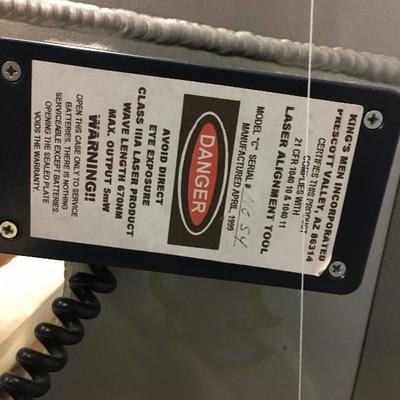 KING'S MEN INCORPORATED
PRESCOTT VALLEY, AZ 86314
CERTIFIES THIS PRODUCT
COMPLIES WITH
21 CFR 1040 10 & 1040 11
LASER ALIGNMENT TOOL
MODEL "C" SERIAL #
MANUFACTURED APRIL, 1999
DANGER
AVOID DIRECT
EYE EXPOSURE
CLASS IIIA LASER PRODUCT
WAVE LENGTH 670NM
MAX. OUTPUT 5mW
WARNING!!
OPEN THIS CASE ONLY TO SERVICE
BATTERIES. THERE IS NOTHING
SERVICEABLE EXCEPT BATTERIES.
OPENING THE SEALED PLATE
VOIDS THE WARRANTY.